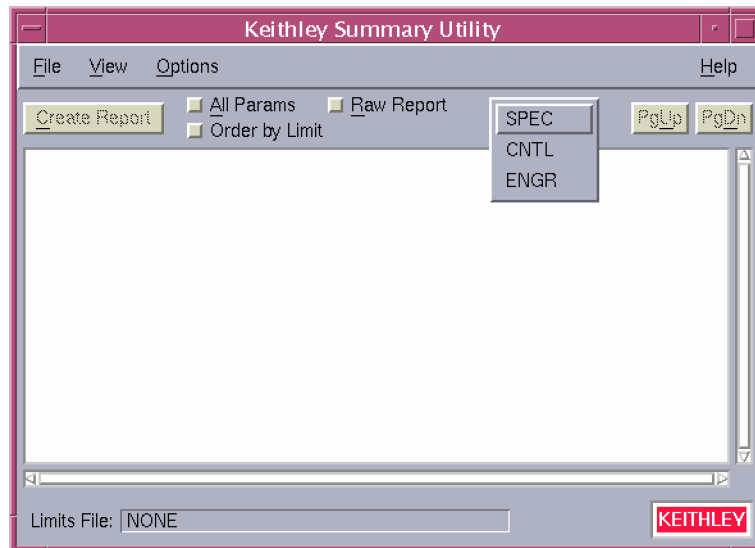 Keithley Summary Utility
File View Options Help
Create Report All Params Raw Report SPEC PgUp PgDn
Order by Limit
CNTL
ENGR
Limits File: NONE
KEITHLEY